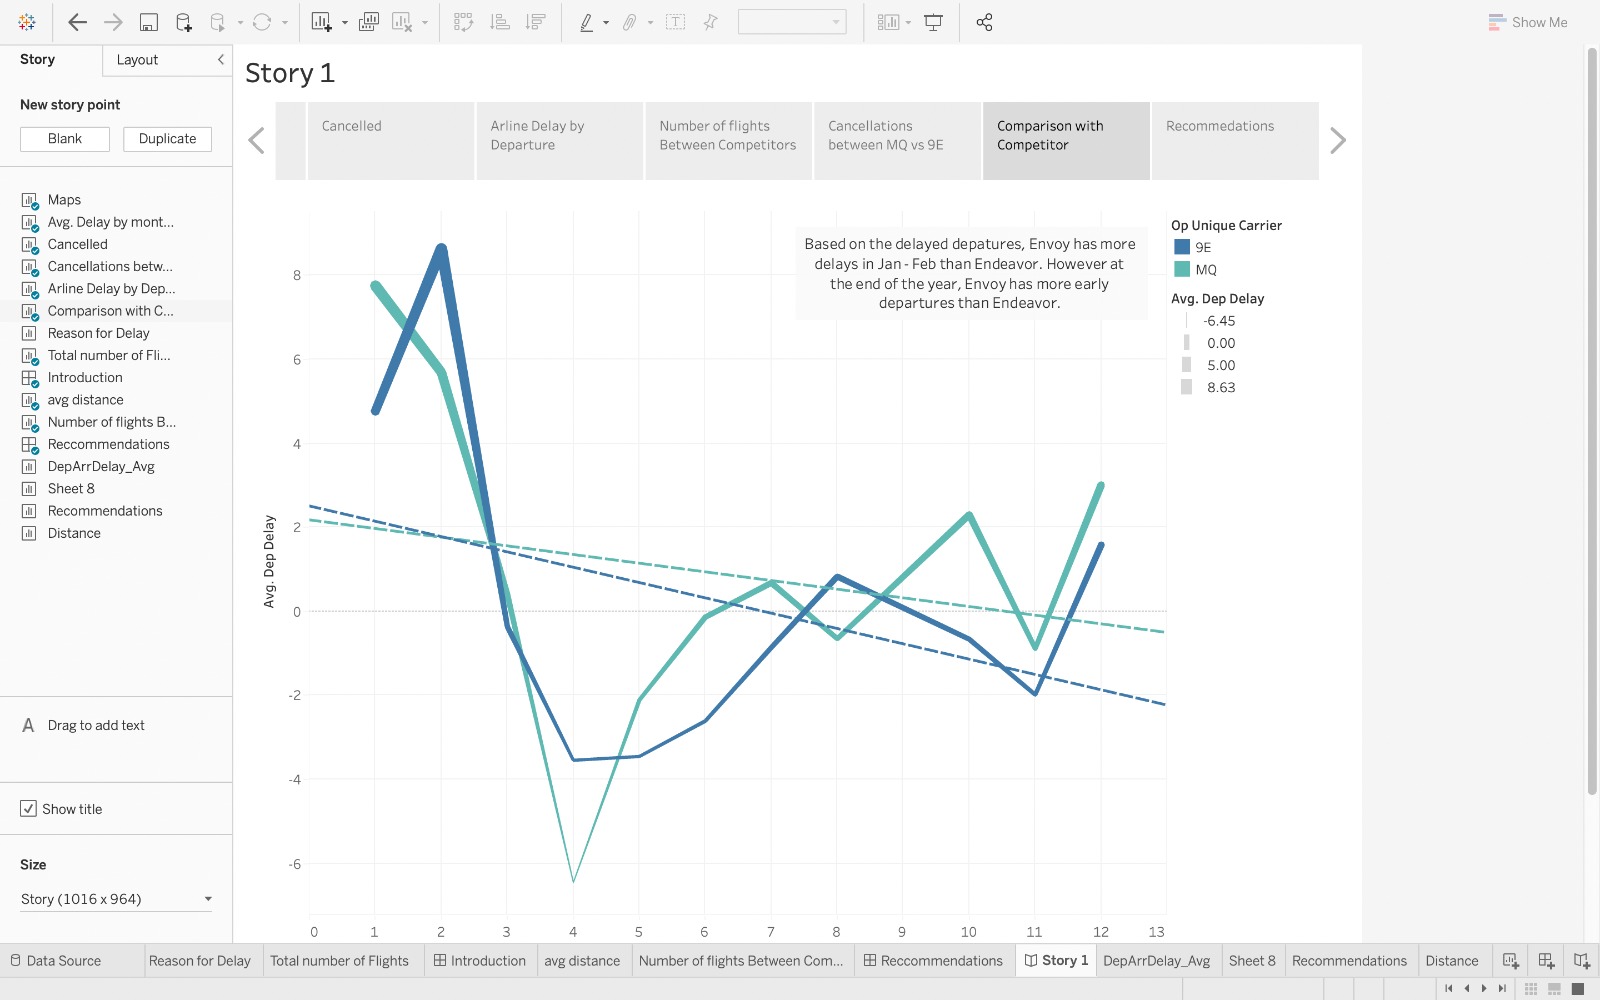 Show Me
Story
Layout
New story point
Blank
Duplicate
Maps
Avg. Delay by mont...
Cancelled
Cancellations betw...
Arline Delay by Dep...
Comparison with C...
Reason for Delay
Total number of Fli...
Introduction
avg distance
Number of flights B...
Reccommendations
DepArrDelay_Avg
Sheet 8
Recommendations
Distance
A Drag to add text
Show title
Size
Story (1016 x 964)
Story 1
Cancelled
Arline Delay by
Departure
Number of flights
Between Competitors
Cancellations
between MQ vs 9E
Comparison with
Competitor
Recommedations
Based on the delayed depatures, Envoy has more
delays in Jan - Feb than Endeavor. However at
the end of the year, Envoy has more early
departures than Endeavor.
Op Unique Carrier
9E
MQ
Avg. Dep Delay
-6.45
0.00
5.00
8.63
Avg. Dep Delay
8
6
4
2
0
-2
-4
-6
0 1 2 3 4 5 6 7 8 9 10 11 12 13
Data Source Reason for Delay Total number of Flights Introduction avg distance Number of flights Between Com... Reccommendations Story 1 DepArrDelay_Avg Sheet 8 Recommendations Distance